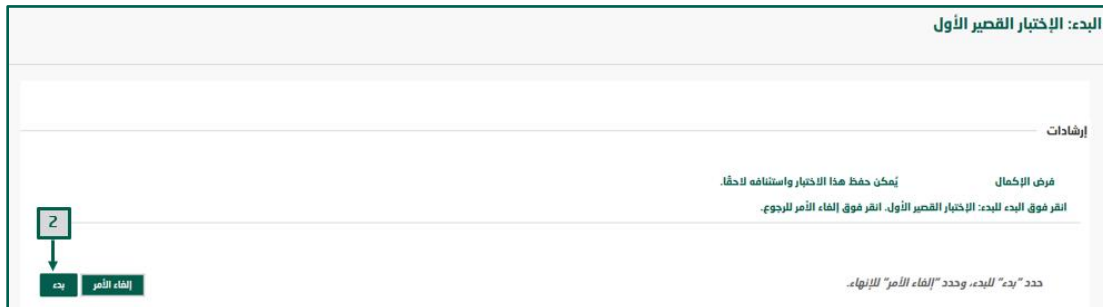 البدء: الإختبار القصير الأول
إرشادات
فرض الإكمال يُمكن حفظ هذا الاختبار واستئنافه لاحقًا.
انقر فوق البدء للبدء: الإختبار القصير الأول. انقر فوق إلغاء الأمر للرجوع.
2
حدد "بدء" للبدء، وحدد "إلغاء الأمر" للإنهاء.
إلغاء الأمر بدء